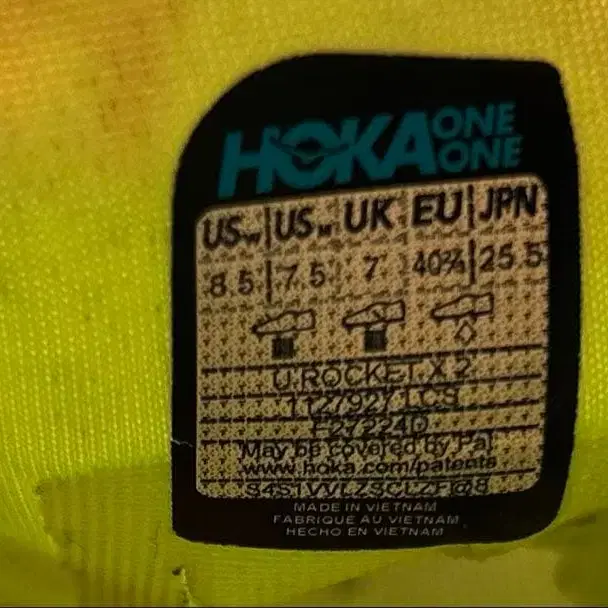 HOKA ONE ONE
USw USM UK EU JPN
8.5 7.5 7 40⅔ 25.5
U ROCKET X 2
1127927 LCS
F27224D
May be covered by Pat.
www.hoka.com/patents
MADE IN VIETNAM
FABRIQUE AU VIETNAM
HECHO EN VIETNAM